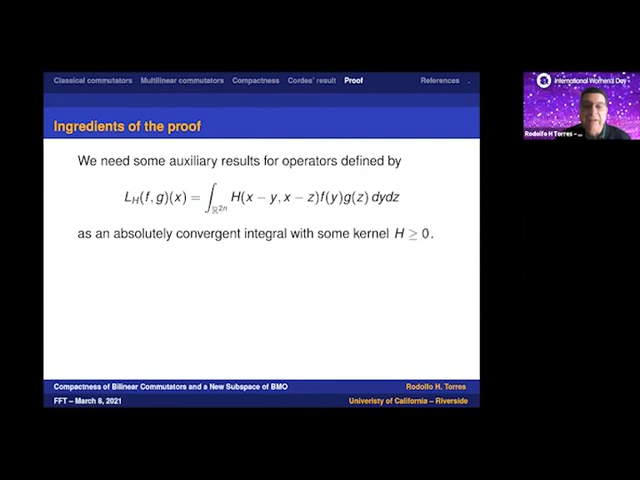 Classical commutators Multilinear commutators Compactness Cordes' result Proof References .
Ingredients of the proof
We need some auxiliary results for operators defined by
L_H(f, g)(x) = ∫_{ℝ^{2n}} H(x − y, x − z)f(y)g(z) dydz
as an absolutely convergent integral with some kernel H ≥ 0.
Compactness of Bilinear Commutators and a New Subspace of BMO Rodolfo H. Torres
FFT – March 8, 2021 Univeristy of California – Riverside
International Women's Day
Rodolfo H Torres - ...